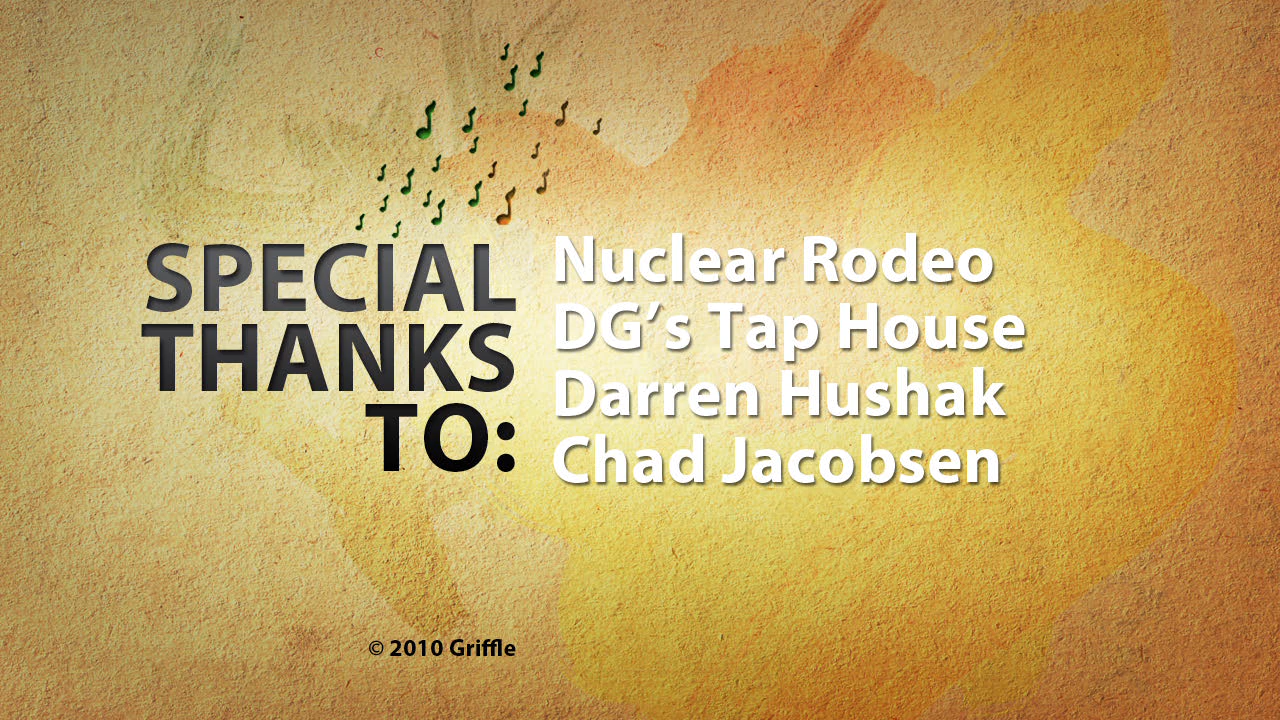 SPECIAL
THANKS
TO:
Nuclear Rodeo
DG’s Tap House
Darren Hushak
Chad Jacobsen
© 2010 Griffle